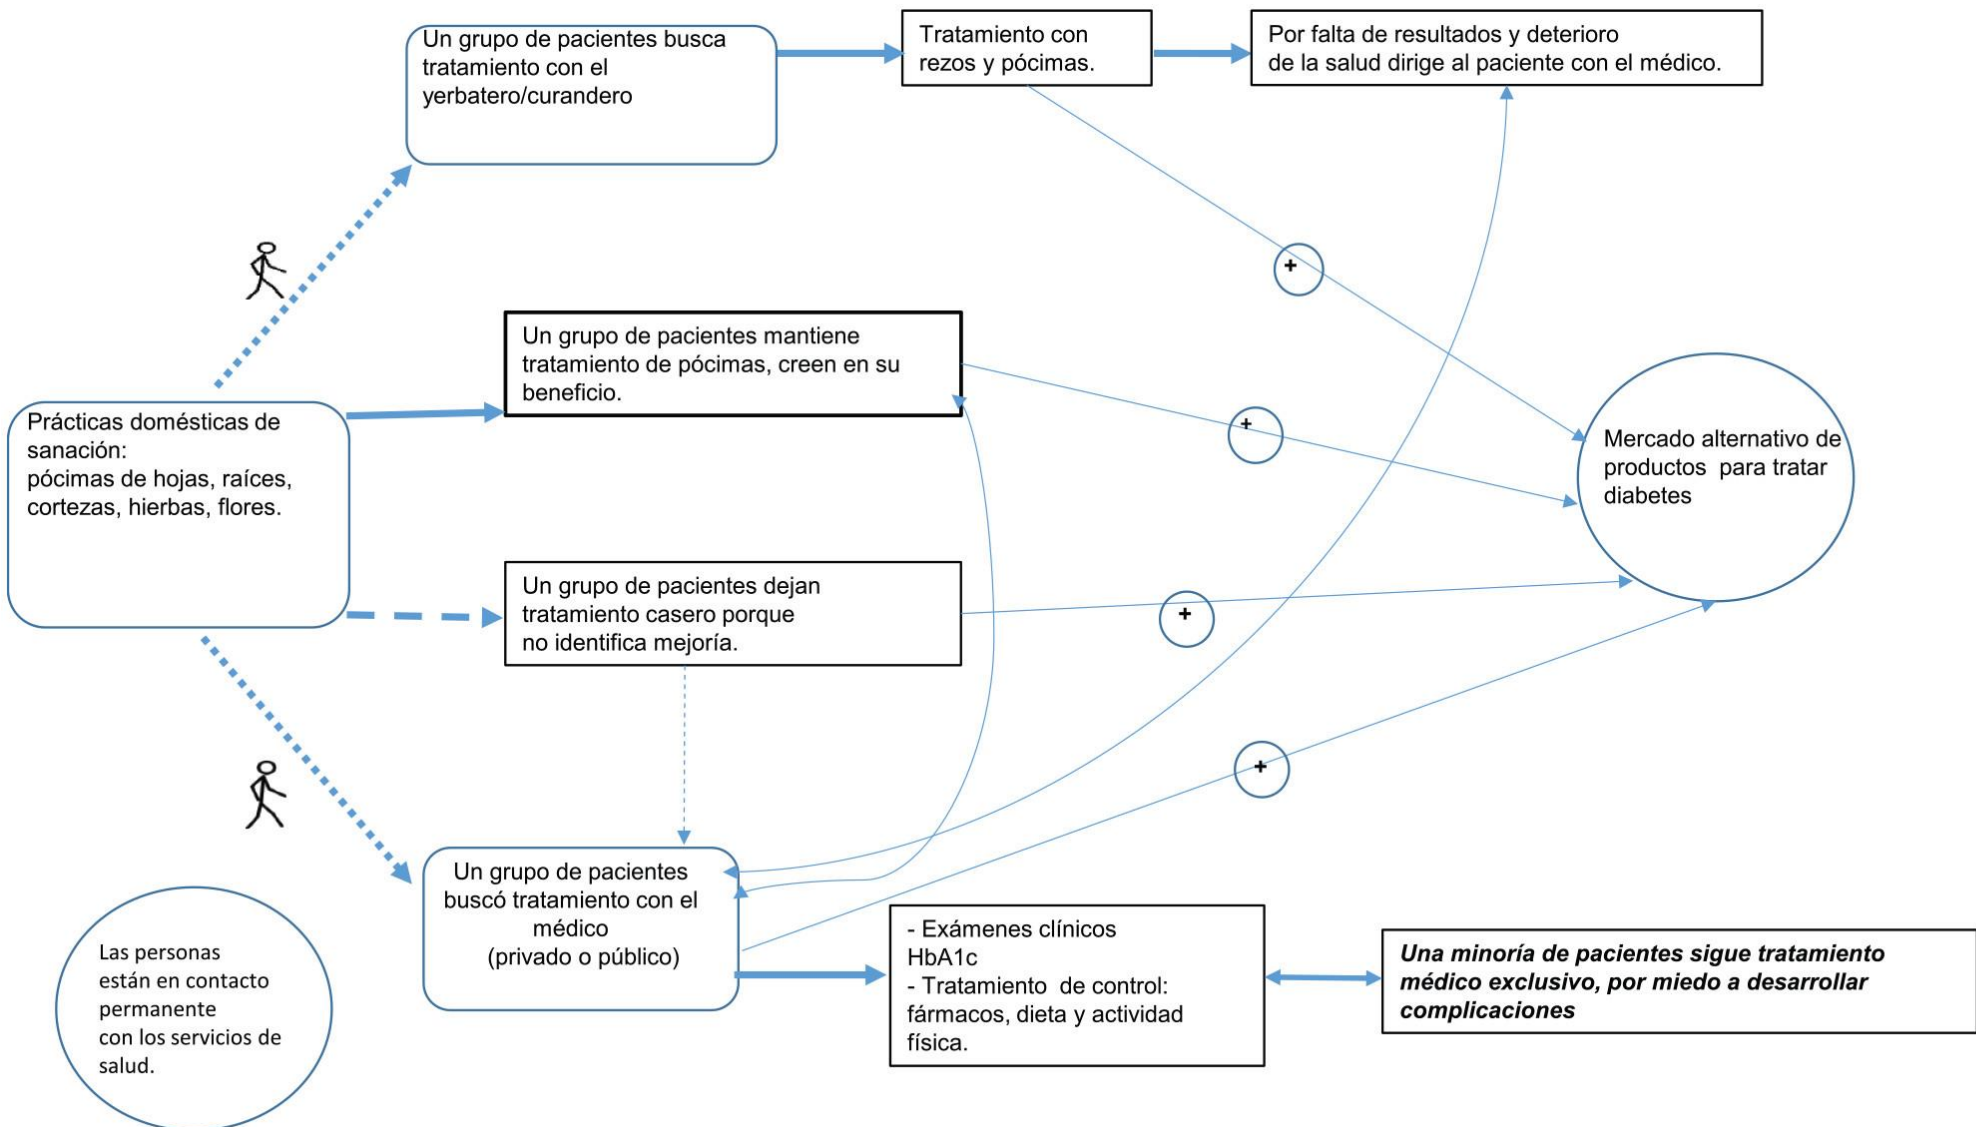 Un grupo de pacientes busca
tratamiento con el
yerbatero/curandero
Tratamiento con
rezos y pócimas.
Por falta de resultados y deterioro
de la salud dirige al paciente con el médico.
+
Un grupo de pacientes mantiene
tratamiento de pócimas, creen en su
beneficio.
+
Prácticas domésticas de
sanación:
pócimas de hojas, raíces,
cortezas, hierbas, flores.
Mercado alternativo de
productos para tratar
diabetes
Un grupo de pacientes dejan
tratamiento casero porque
no identifica mejoría.
+
+
Un grupo de pacientes
buscó tratamiento con el
médico
(privado o público)
- Exámenes clínicos
HbA1c
- Tratamiento de control:
fármacos, dieta y actividad
física.
Una minoría de pacientes sigue tratamiento
médico exclusivo, por miedo a desarrollar
complicaciones
Las personas
están en contacto
permanente
con los servicios de
salud.